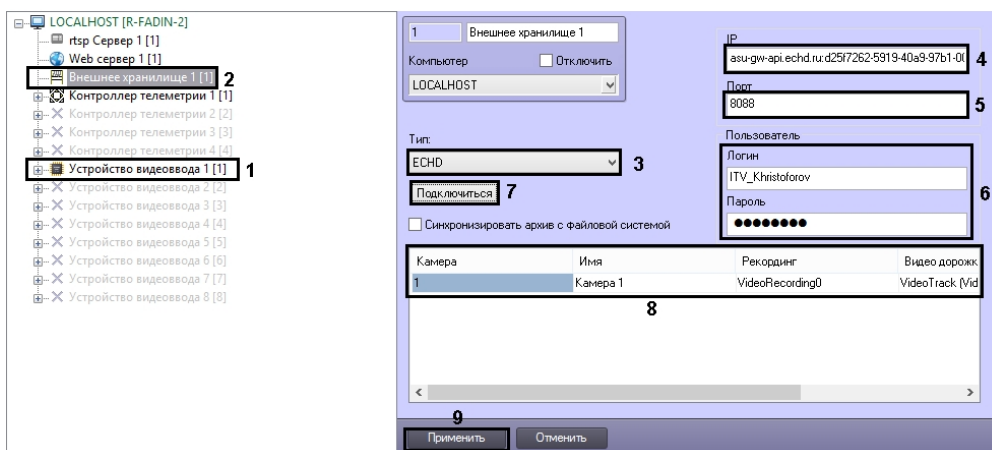 LOCALHOST [R-FADIN-2]
rtsp Сервер 1 [1]
Web сервер 1 [1]
Внешнее хранилище 1 [1] 2
Контроллер телеметрии 1 [1]
Контроллер телеметрии 2 [2]
Контроллер телеметрии 3 [3]
Контроллер телеметрии 4 [4]
Устройство видеоввода 1 [1] 1
Устройство видеоввода 2 [2]
Устройство видеоввода 3 [3]
Устройство видеоввода 4 [4]
Устройство видеоввода 5 [5]
Устройство видеоввода 6 [6]
Устройство видеоввода 7 [7]
Устройство видеоввода 8 [8]
1 Внешнее хранилище 1
Компьютер Отключить
LOCALHOST
IP
asu-gw-api.echd.ru:d25f7262-5919-40a9-97b1-0 4
Порт
8088 5
Тип:
ECHD 3
Подключиться 7
Синхронизировать архив с файловой системой
Пользователь
Логин
ITV_Khristoforov
6
Пароль
●●●●●●●●
Камера Имя Рекординг Видео дорожк
1 Камера 1 VideoRecording0 VideoTrack (Vid
8
9
Применить Отменить